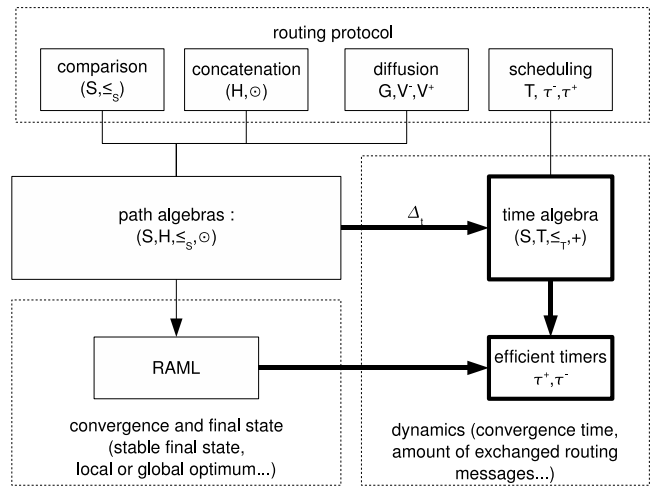 routing protocol
comparison
(S,≤S)
concatenation
(H,⊙)
diffusion
G,V⁻,V⁺
scheduling
T, τ⁻,τ⁺
path algebras :
(S,H,≤S,⊙)
Δt
time algebra
(S,T,≤T,+)
RAML
efficient timers
τ⁺,τ⁻
convergence and final state
(stable final state,
local or global optimum...)
dynamics (convergence time,
amount of exchanged routing
messages...)